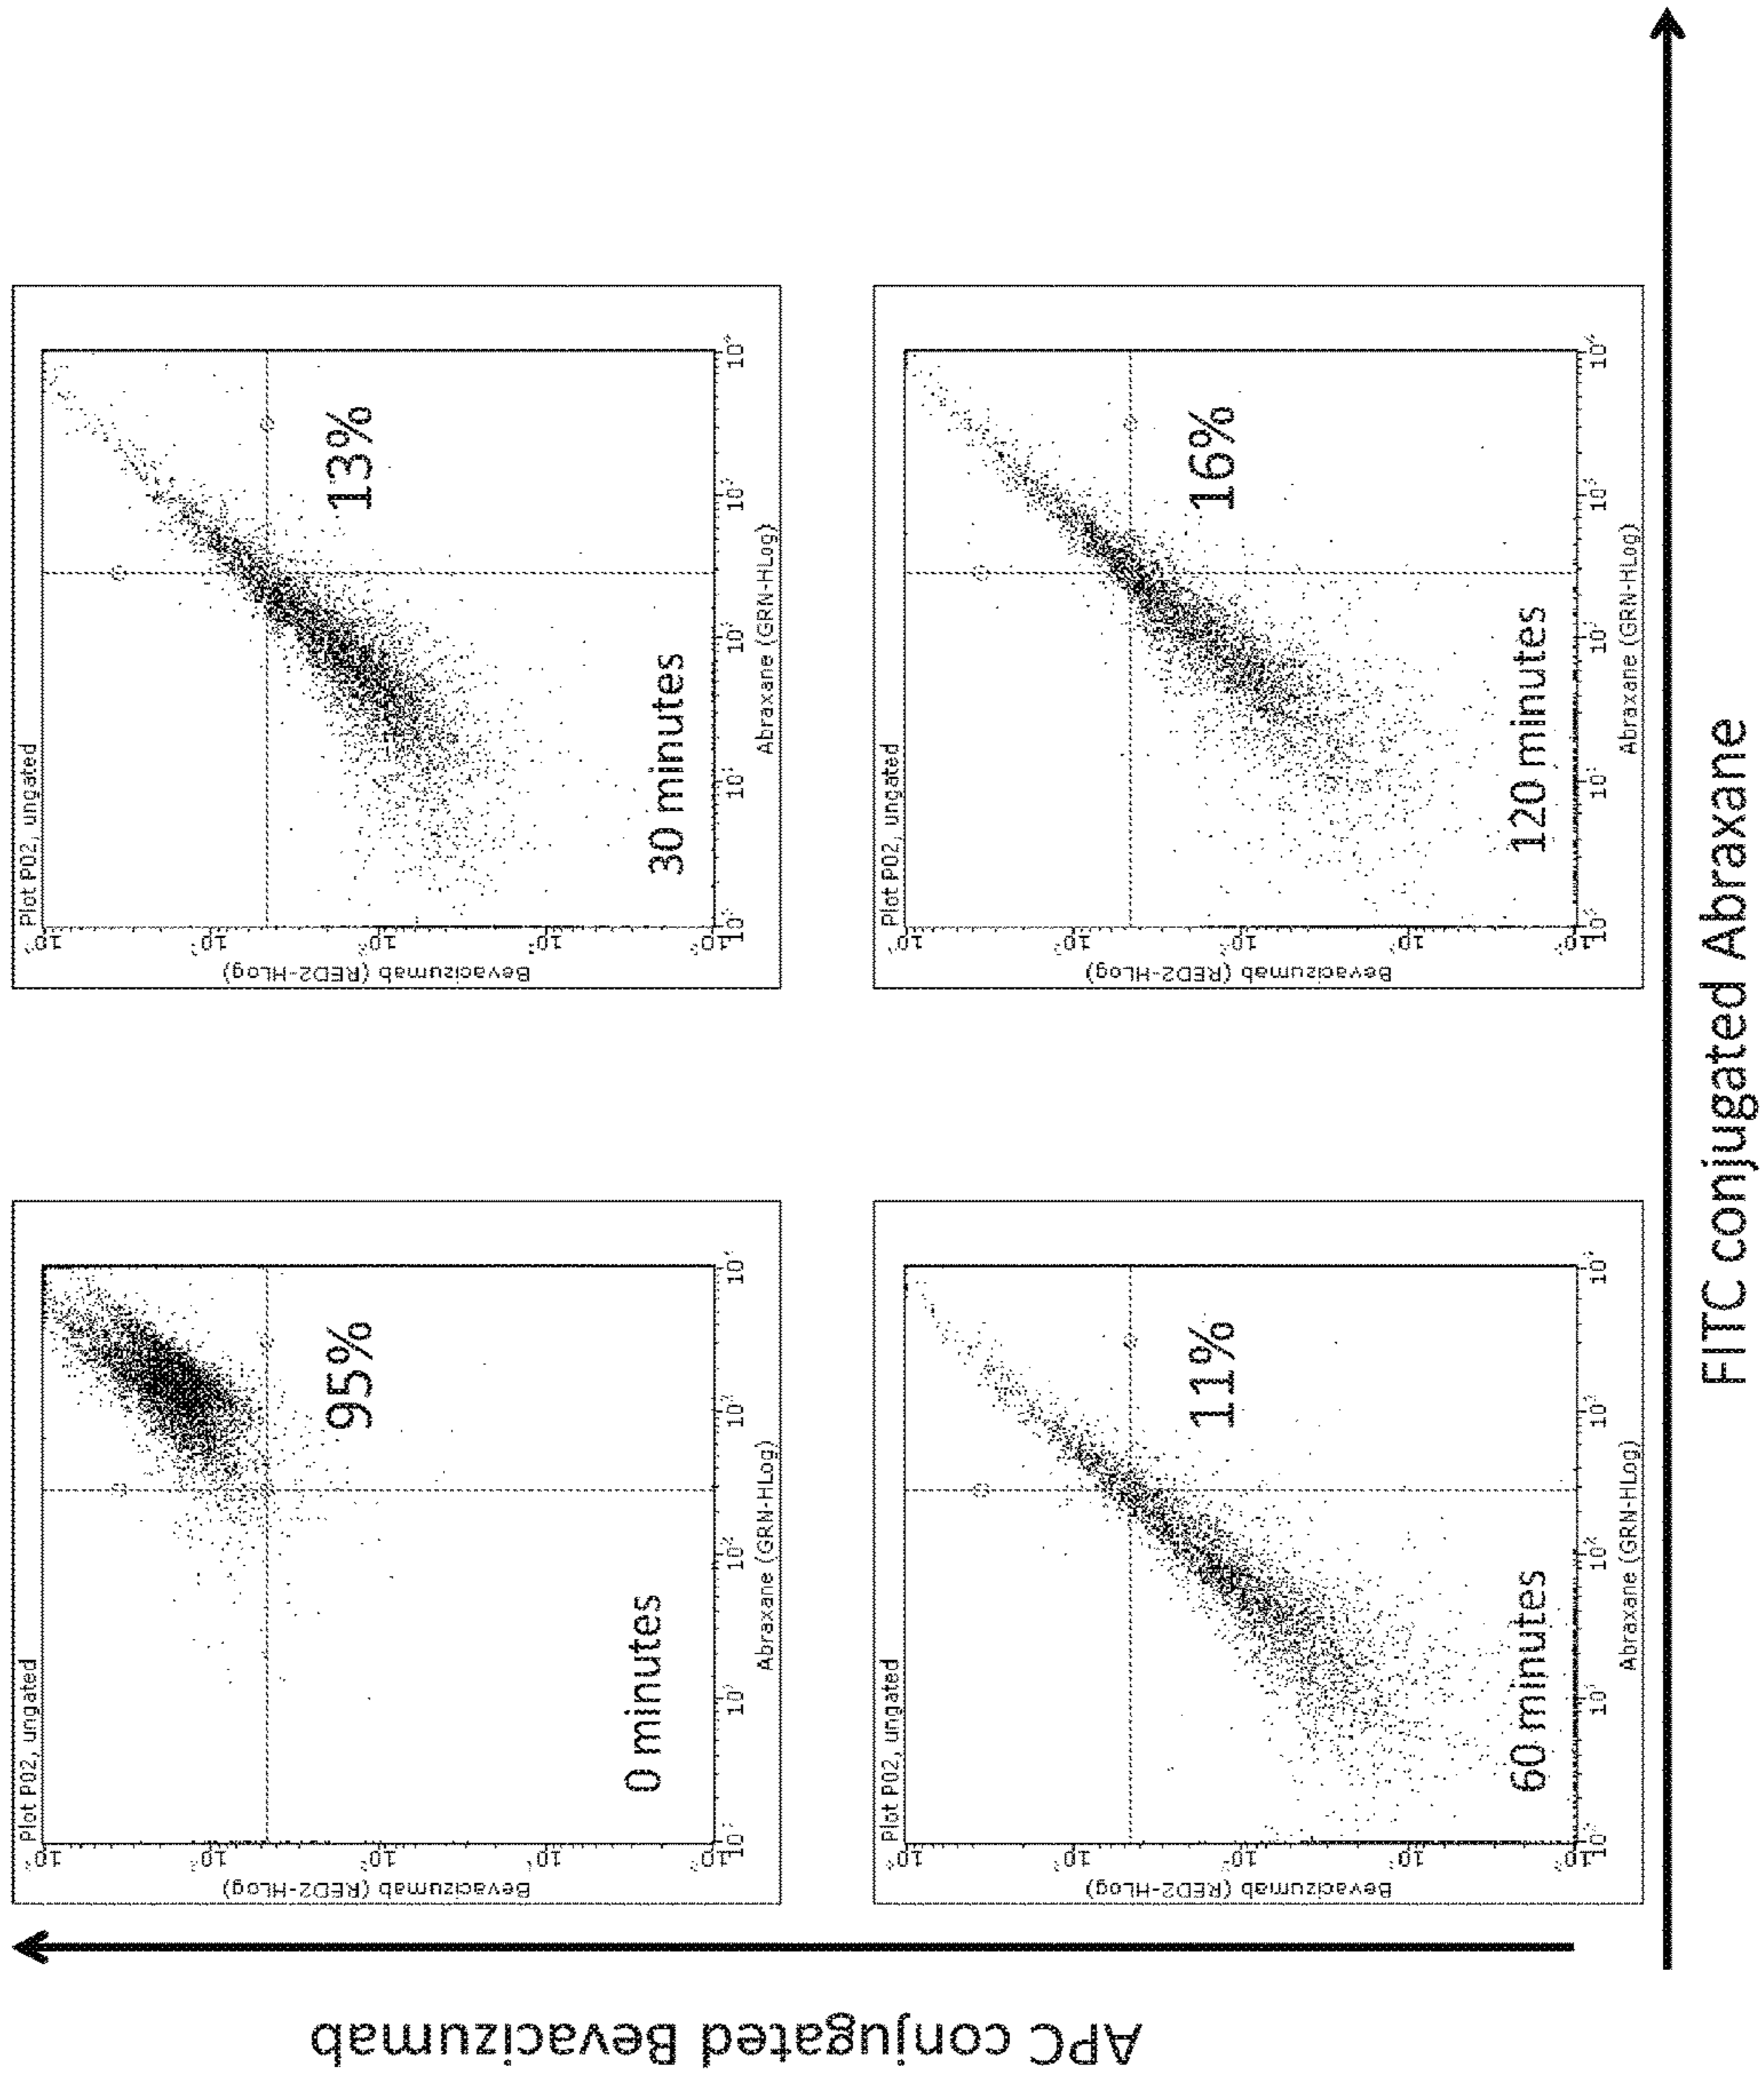 APC conjugated Bevacizumab
Plot P02, ungated
Bevacizumab (RED2-HLog)
95%
0 minutes
Abraxane (GRN-HLog)
Plot P02, ungated
Bevacizumab (RED2-HLog)
13%
30 minutes
Abraxane (GRN-HLog)
Plot P02, ungated
Bevacizumab (RED2-HLog)
11%
60 minutes
Abraxane (GRN-HLog)
Plot P02, ungated
Bevacizumab (RED2-HLog)
16%
120 minutes
Abraxane (GRN-HLog)
FITC conjugated Abraxane